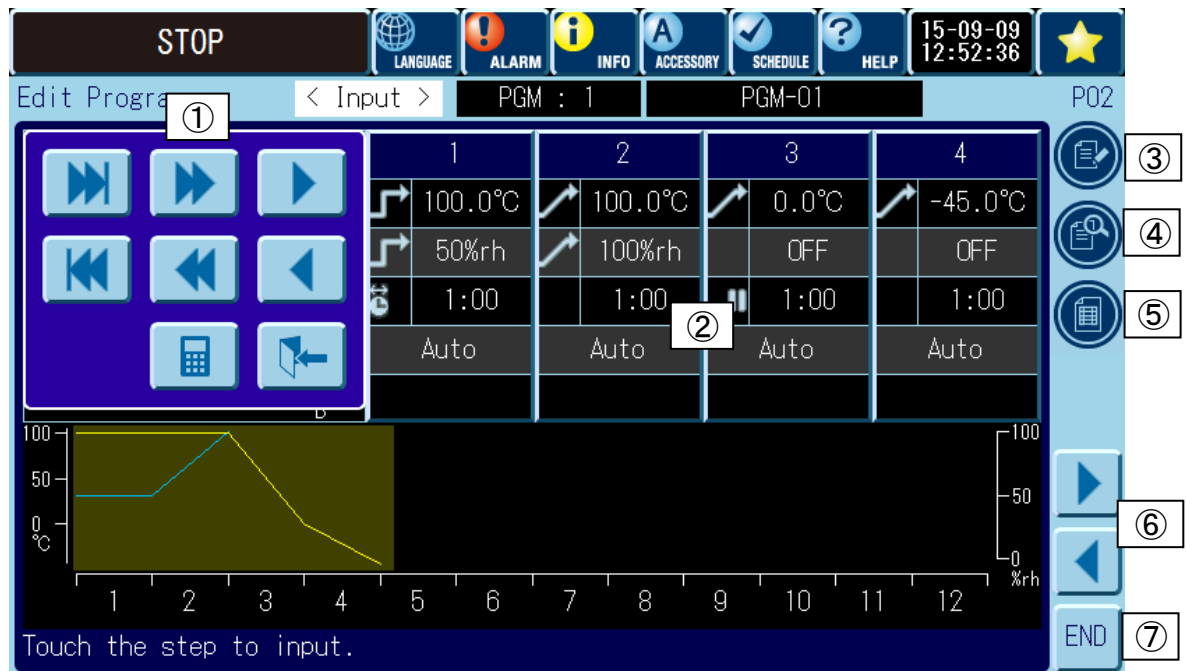 STOP
LANGUAGE
ALARM
INFO
A
ACCESSORY
SCHEDULE
HELP
15-09-09
12:52:36
Edit Progra
< Input >
PGM : 1
PGM-01
P02
①
1 2 3 4
100.0°C 100.0°C 0.0°C -45.0°C
50%rh 100%rh OFF OFF
1:00 1:00 1:00 1:00
Auto Auto Auto Auto
②
③
④
⑤
100
50
0
°C
100
50
0
%rh
1 2 3 4 5 6 7 8 9 10 11 12
⑥
Touch the step to input.
END
⑦